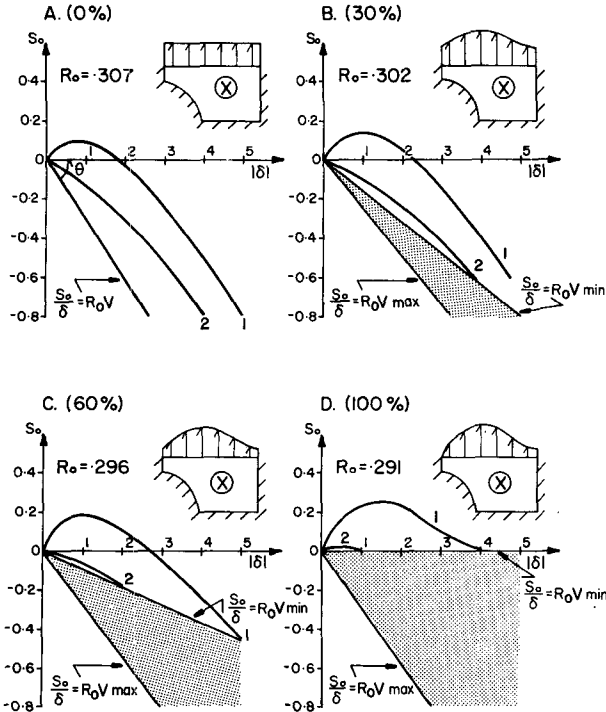 A. (0%)
S₀
R₀=·307
X
0.4
0.2
0
1
2
3
4
5
|δ|
θ
-0.2
-0.4
-0.6
-0.8
S₀/δ=R₀V
2
1
B. (30%)
S₀
R₀=·302
X
0.4
0.2
0
1
2
3
4
5
|δ|
-0.2
-0.4
-0.6
-0.8
1
2
S₀/δ=R₀V max
S₀/δ=R₀V min
C. (60%)
S₀
R₀=·296
X
0.4
0.2
0
1
2
3
4
5
|δ|
-0.2
-0.4
-0.6
-0.8
2
1
S₀/δ=R₀V min
S₀/δ=R₀V max
D. (100%)
S₀
R₀=·291
X
0.4
0.2
0
2
1
1
2
3
4
5
|δ|
-0.2
-0.4
-0.6
-0.8
S₀/δ=R₀V min
S₀/δ=R₀V max